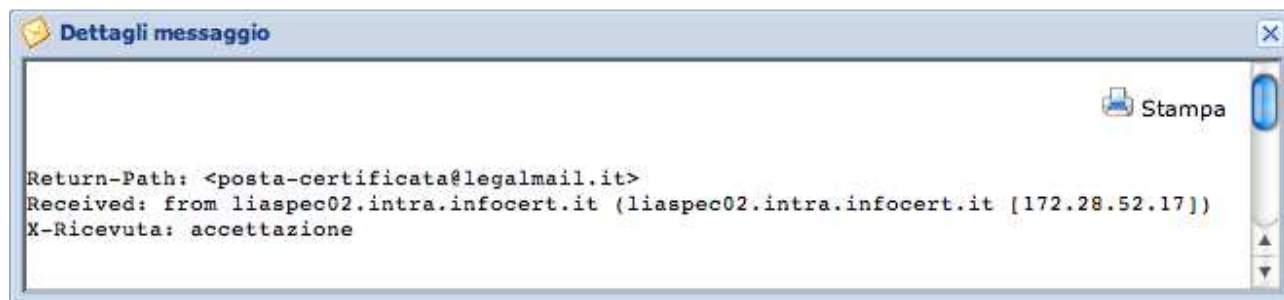 Dettagli messaggio
Stampa
Return-Path: <posta-certificata@legalmail.it>
Received: from liaspec02.intra.infocert.it (liaspec02.intra.infocert.it [172.28.52.17])
X-Ricevuta: accettazione